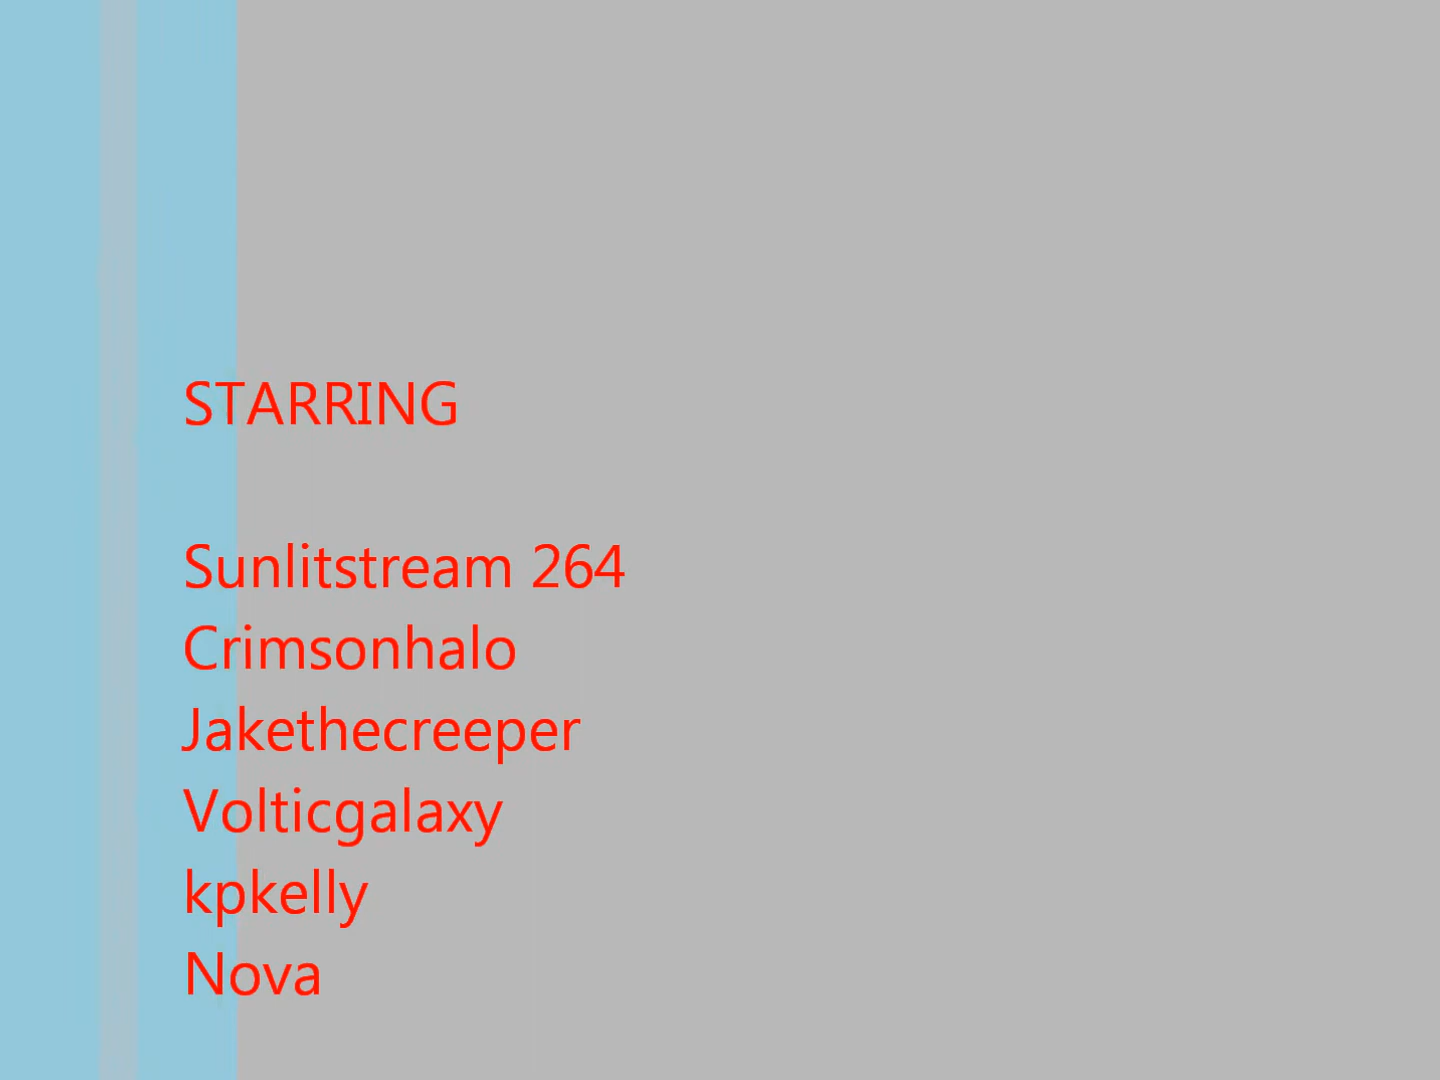 STARRING
Sunlitstream 264
Crimsonhalo
Jakethecreeper
Volticgalaxy
kpkelly
Nova